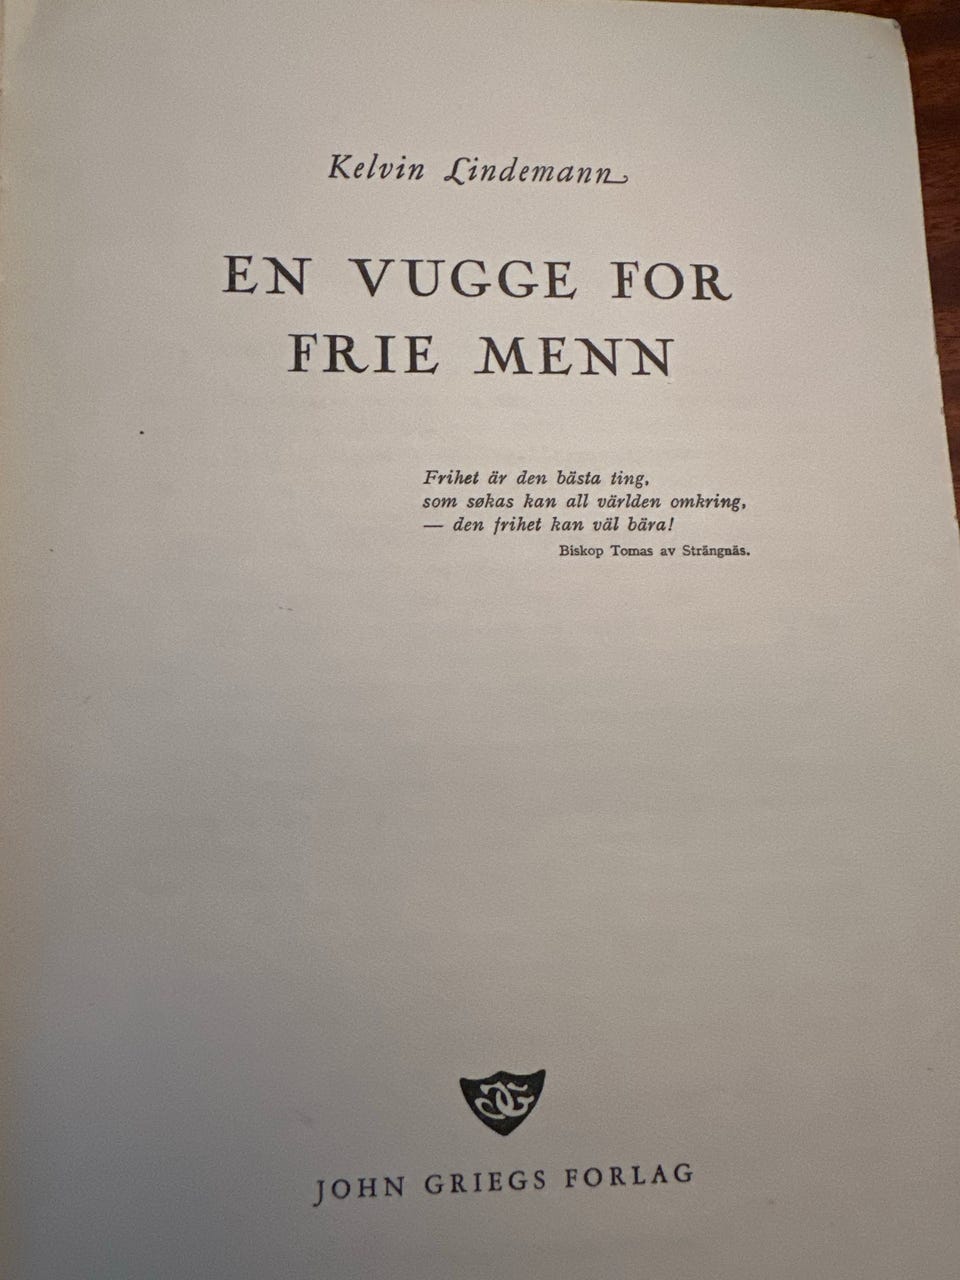 Kelvin Lindemann
EN VUGGE FOR
FRIE MENN
Frihet är den bästa ting,
som søkas kan all världen omkring,
— den frihet kan väl bära!
Biskop Tomas av Strängnäs.
JG
JOHN GRIEGS FORLAG